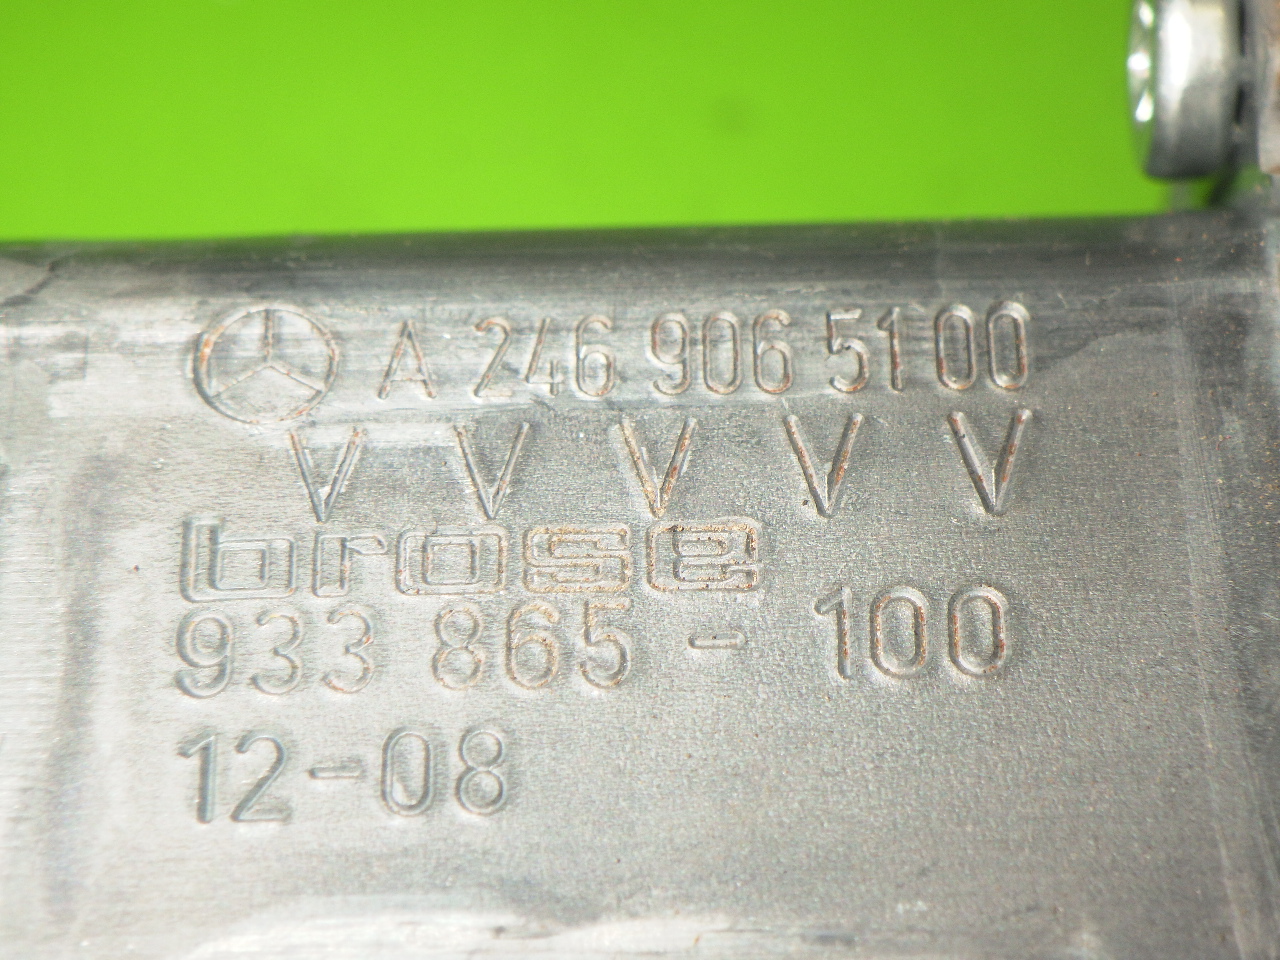 A 246 906 5100
V V V V V
brose
933 865 - 100
12-08